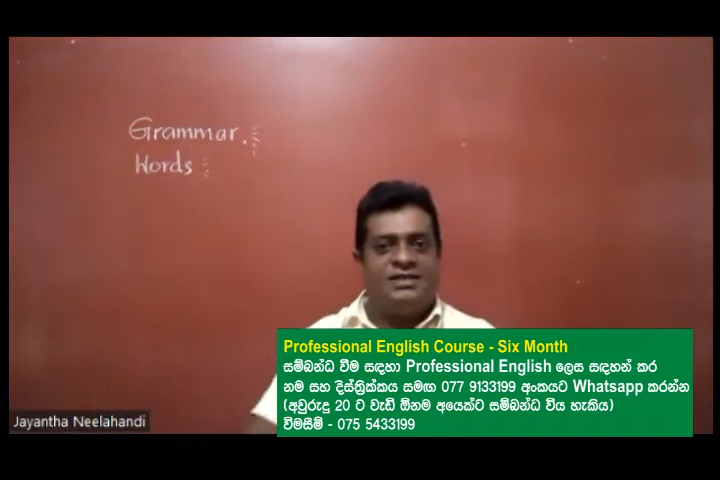 Grammar.
Words
Professional English Course - Six Month
සම්බන්ධ වීම සඳහා Professional English ලෙස සඳහන් කර
නම සහ දිස්ත්‍රික්කය සමඟ 077 9133199 අංකයට Whatsapp කරන්න
(අවුරුදු 20 ට වැඩි ඕනම අයෙක්ට සම්බන්ධ විය හැකිය)
විමසීම් - 075 5433199
Jayantha Neelahandi